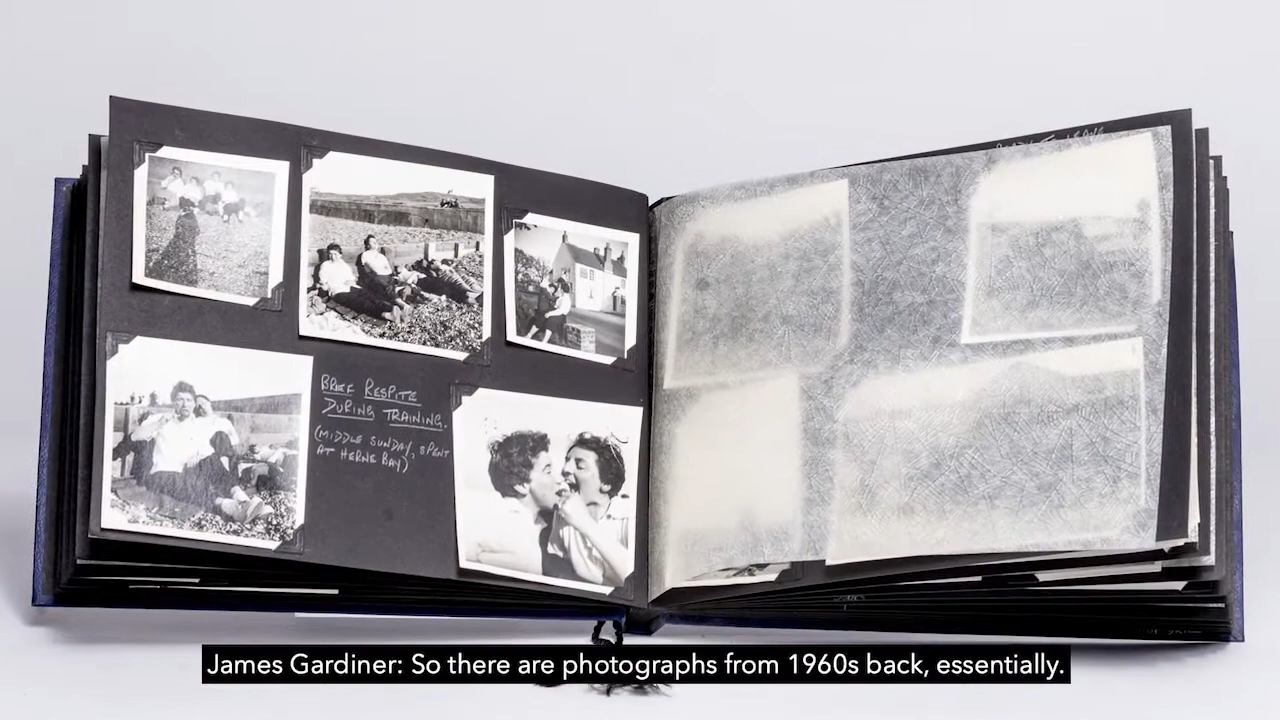 BRIEF RESPITE
DURING TRAINING.
(MIDDLE SUNDAY, SPENT
AT HERNE BAY)
James Gardiner: So there are photographs from 1960s back, essentially.